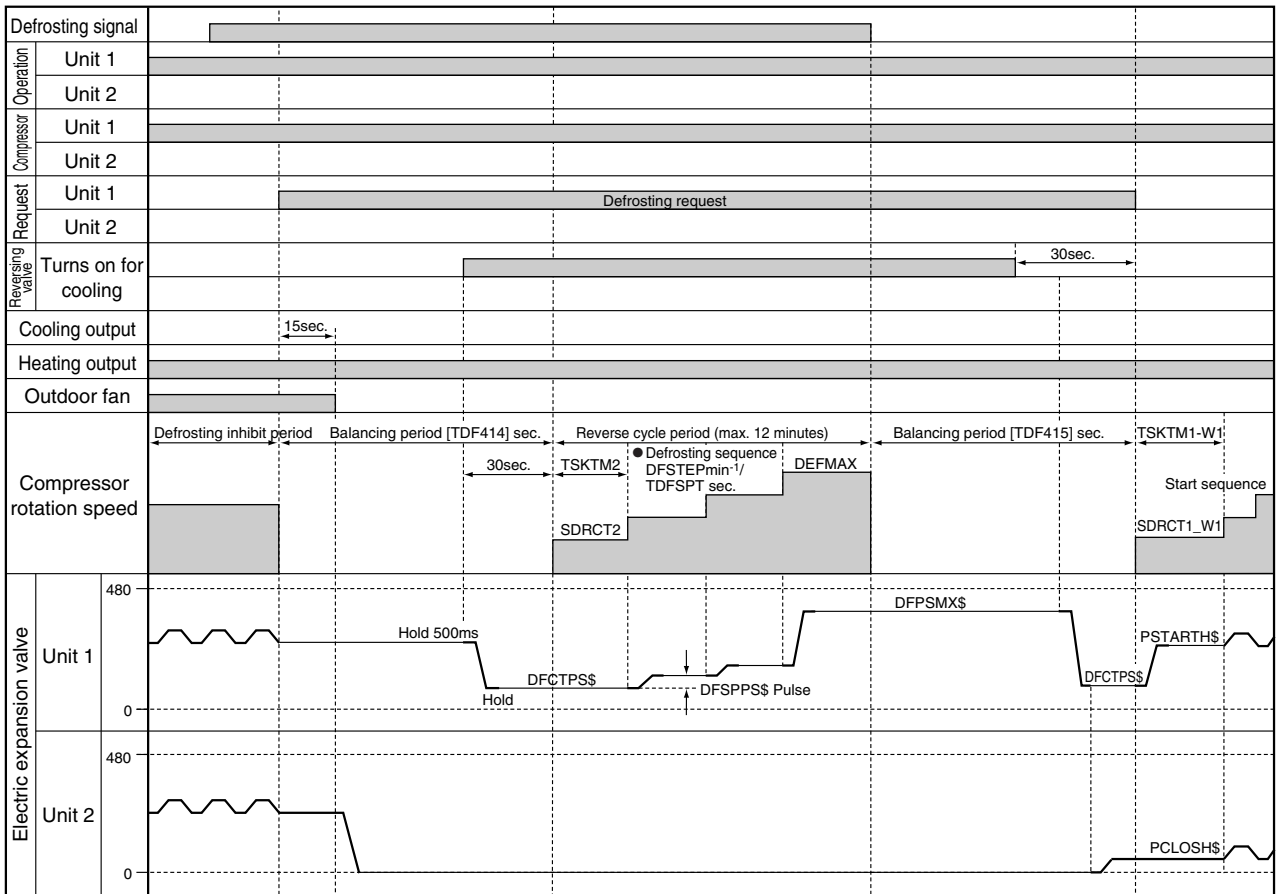 Defrosting signal
Operation
Unit 1
Unit 2
Compressor
Unit 1
Unit 2
Request
Unit 1
Defrosting request
Unit 2
Reversing valve
Turns on for cooling
30sec.
Cooling output
15sec.
Heating output
Outdoor fan
Compressor rotation speed
Defrosting inhibit period
Balancing period [TDF414] sec.
Reverse cycle period (max. 12 minutes)
Balancing period [TDF415] sec.
TSKTM1-W1
30sec.
TSKTM2
● Defrosting sequence
DFSTEPmin-1/
TDFSPT sec.
DEFMAX
Start sequence
SDRCT2
SDRCT1_W1
Electric expansion valve
Unit 1
480
0
Hold 500ms
Hold
DFCTPS$
DFSPPS$ Pulse
DFPSMX$
DFCTPS$
PSTARTH$
Unit 2
480
0
PCLOSH$